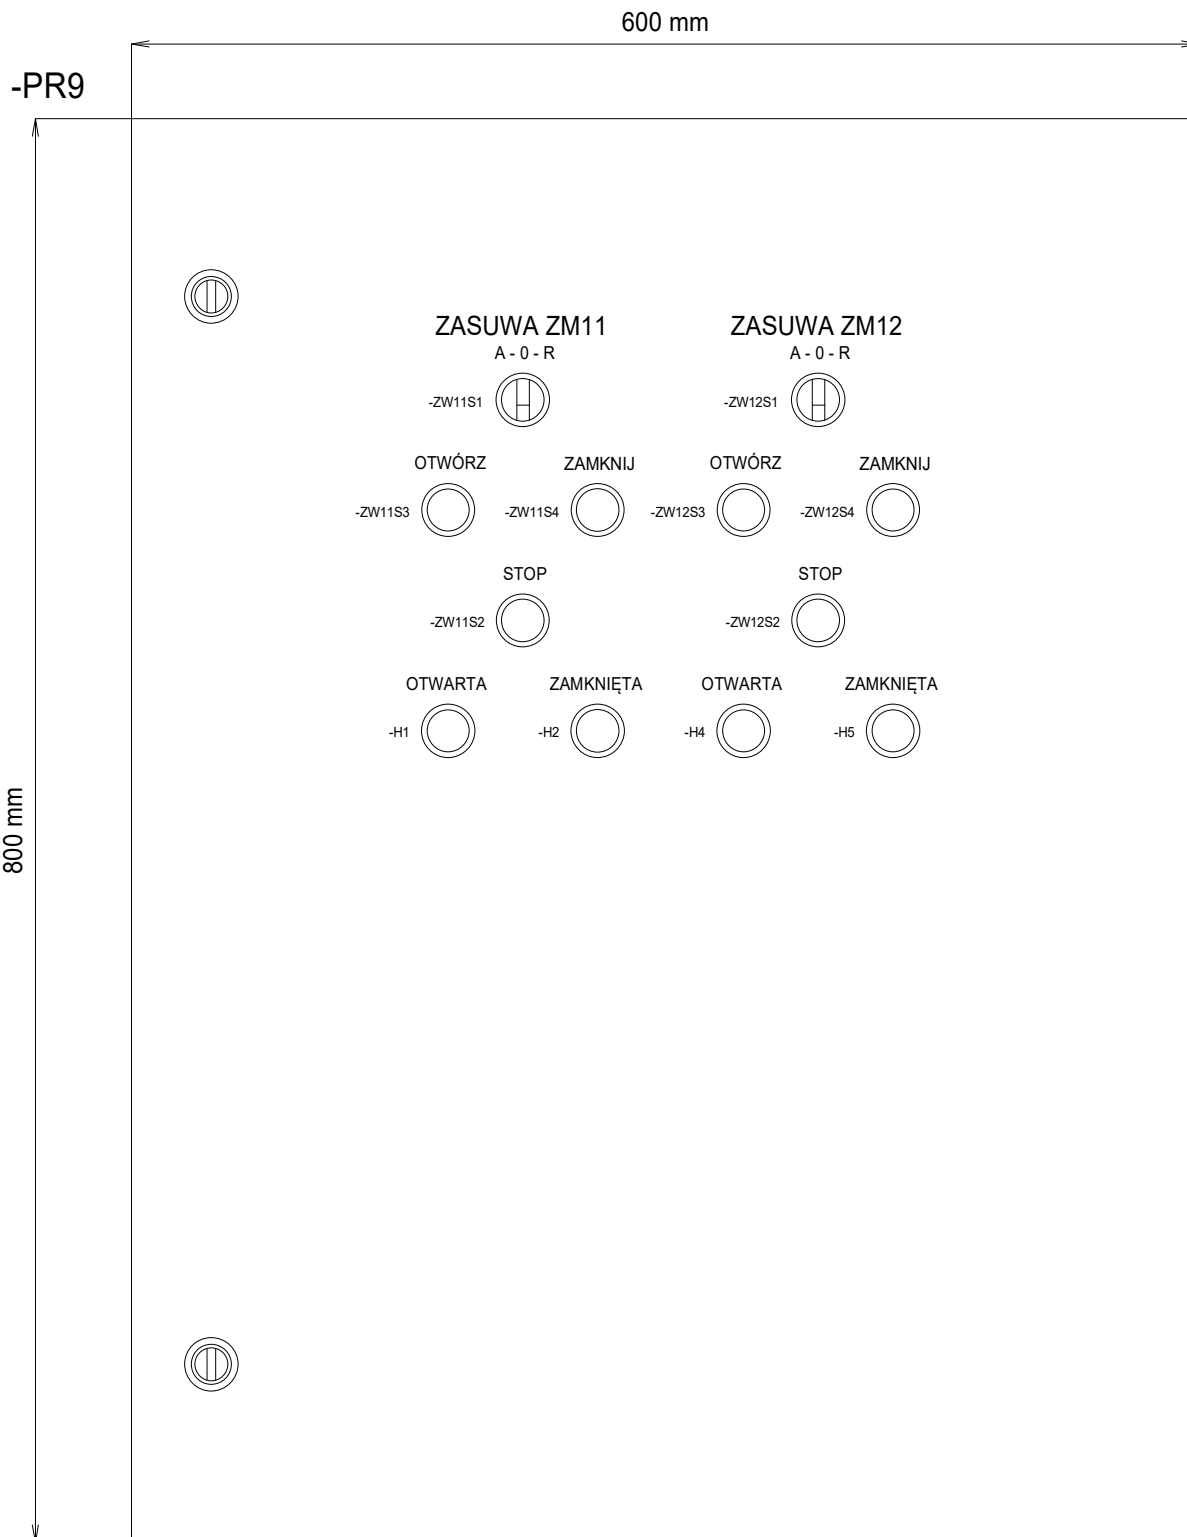 600 mm
-PR9
ZASUWA ZM11 ZASUWA ZM12
A - 0 - R A - 0 - R
-ZW11S1 -ZW12S1
OTWÓRZ ZAMKNIJ OTWÓRZ ZAMKNIJ
-ZW11S3 -ZW11S4 -ZW12S3 -ZW12S4
STOP STOP
-ZW11S2 -ZW12S2
OTWARTA ZAMKNIĘTA OTWARTA ZAMKNIĘTA
-H1 -H2 -H4 -H5
800 mm